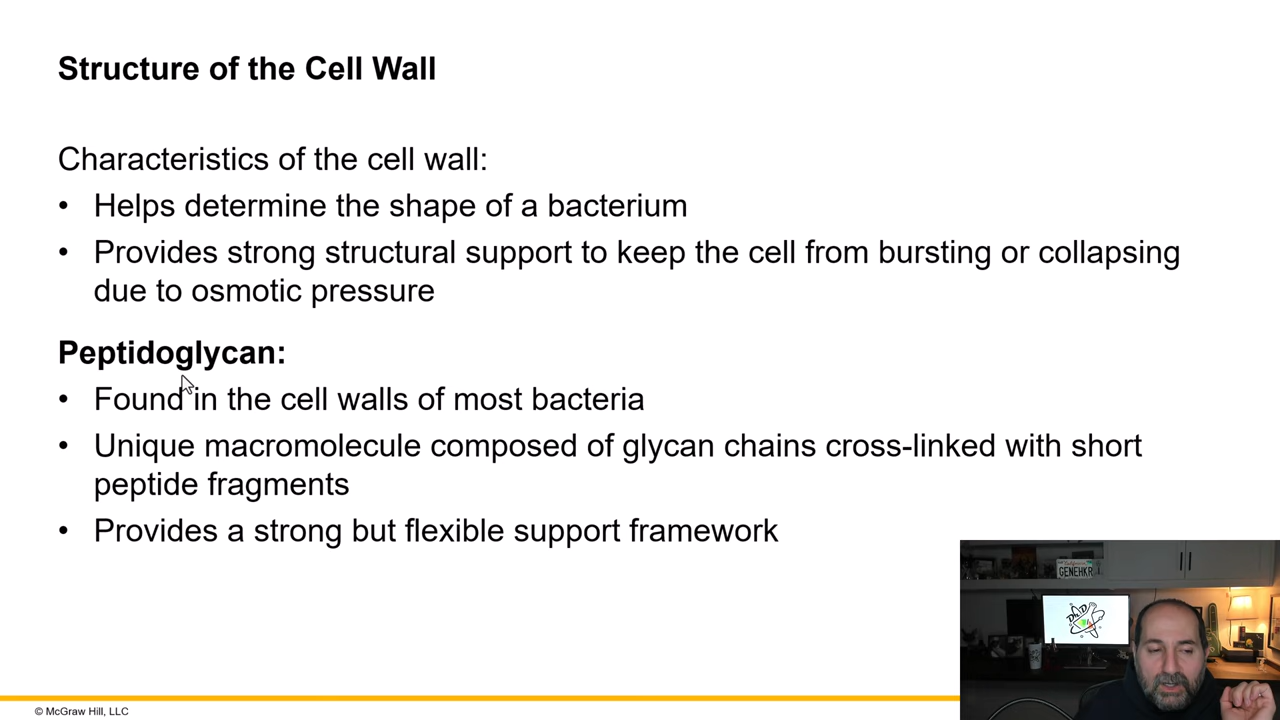 Structure of the Cell Wall
Characteristics of the cell wall:
• Helps determine the shape of a bacterium
• Provides strong structural support to keep the cell from bursting or collapsing
due to osmotic pressure
Peptidoglycan:
• Found in the cell walls of most bacteria
• Unique macromolecule composed of glycan chains cross-linked with short
peptide fragments
• Provides a strong but flexible support framework
GENEHKR
© McGraw Hill, LLC